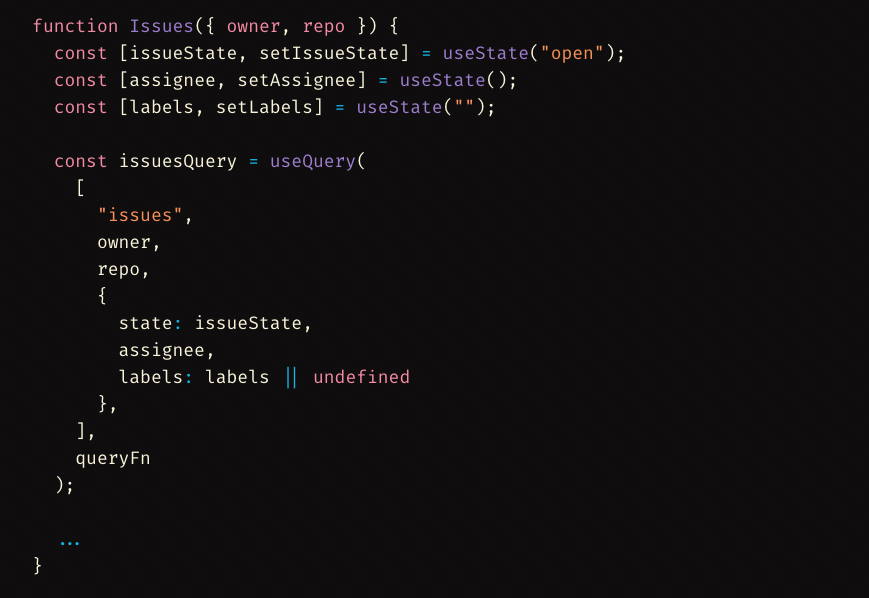 function Issues({ owner, repo }) {
  const [issueState, setIssueState] = useState("open");
  const [assignee, setAssignee] = useState();
  const [labels, setLabels] = useState("");

  const issuesQuery = useQuery(
    [
      "issues",
      owner,
      repo,
      {
        state: issueState,
        assignee,
        labels: labels || undefined
      },
    ],
    queryFn
  );

  ...
}